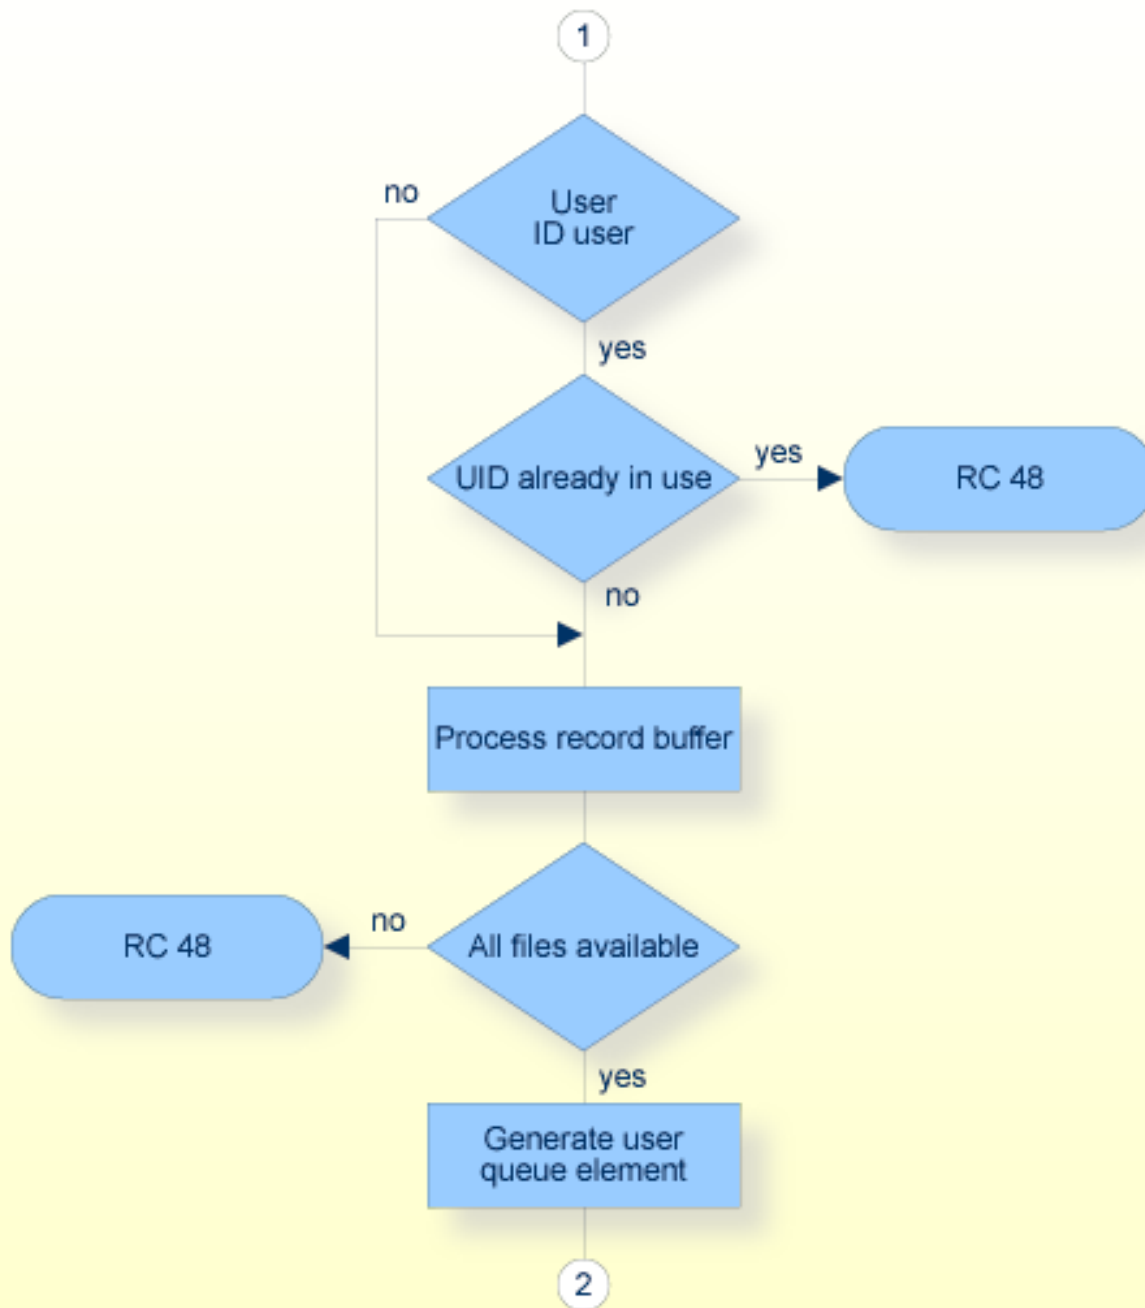 1
no
User
ID user
yes
UID already in use
yes
RC 48
no
Process record buffer
RC 48
no
All files available
yes
Generate user
queue element
2